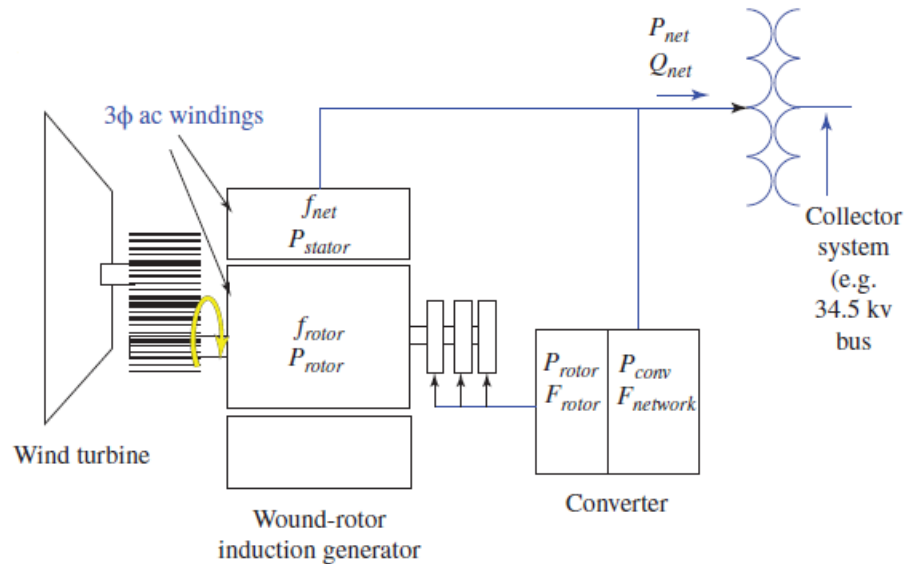 P_net
Q_net
3ϕ ac windings
f_net
P_stator
f_rotor
P_rotor
P_rotor
F_rotor
P_conv
F_network
Collector
system
(e.g.
34.5 kv
bus
Wind turbine
Converter
Wound-rotor
induction generator